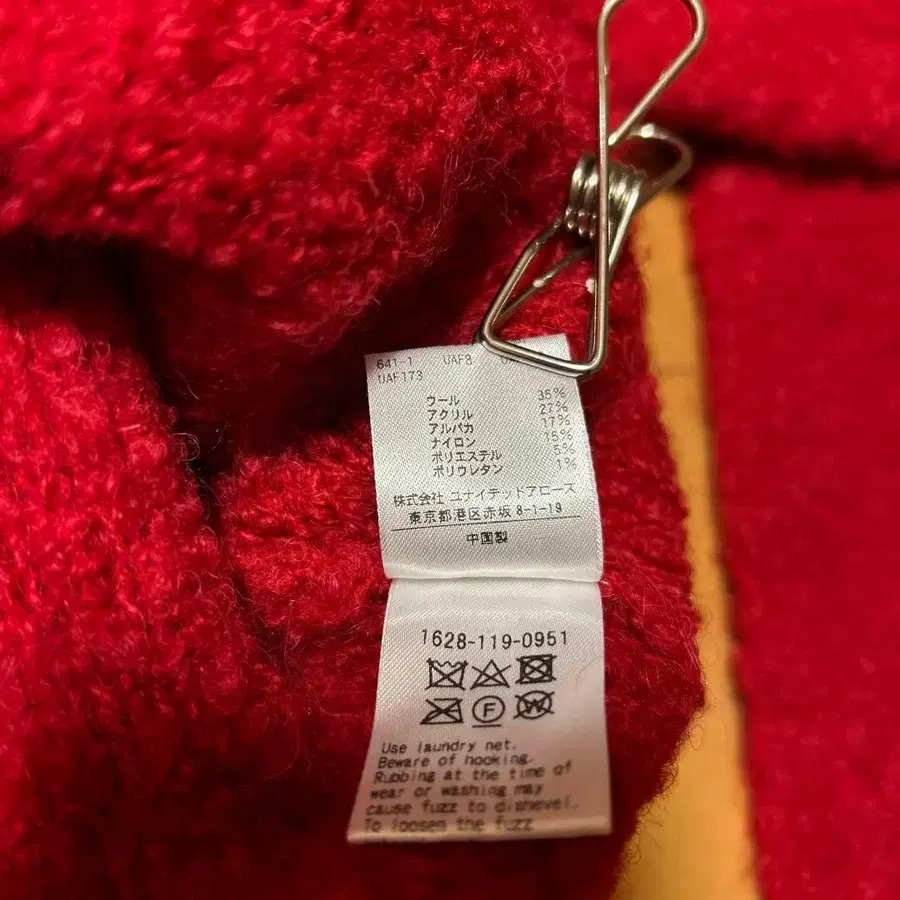 641-1 UAF8
UAF173
ウール 35%
アクリル 27%
アルパカ 17%
ナイロン 15%
ポリエステル 5%
ポリウレタン 1%
株式会社 ユナイテッドアローズ
東京都港区赤坂 8-1-19
中国製
1628-119-0951
F
W
Use laundry net.
Beware of hooking.
Rubbing at the time of
wear or washing may
cause fuzz to dishevel.
To loosen the fuzz